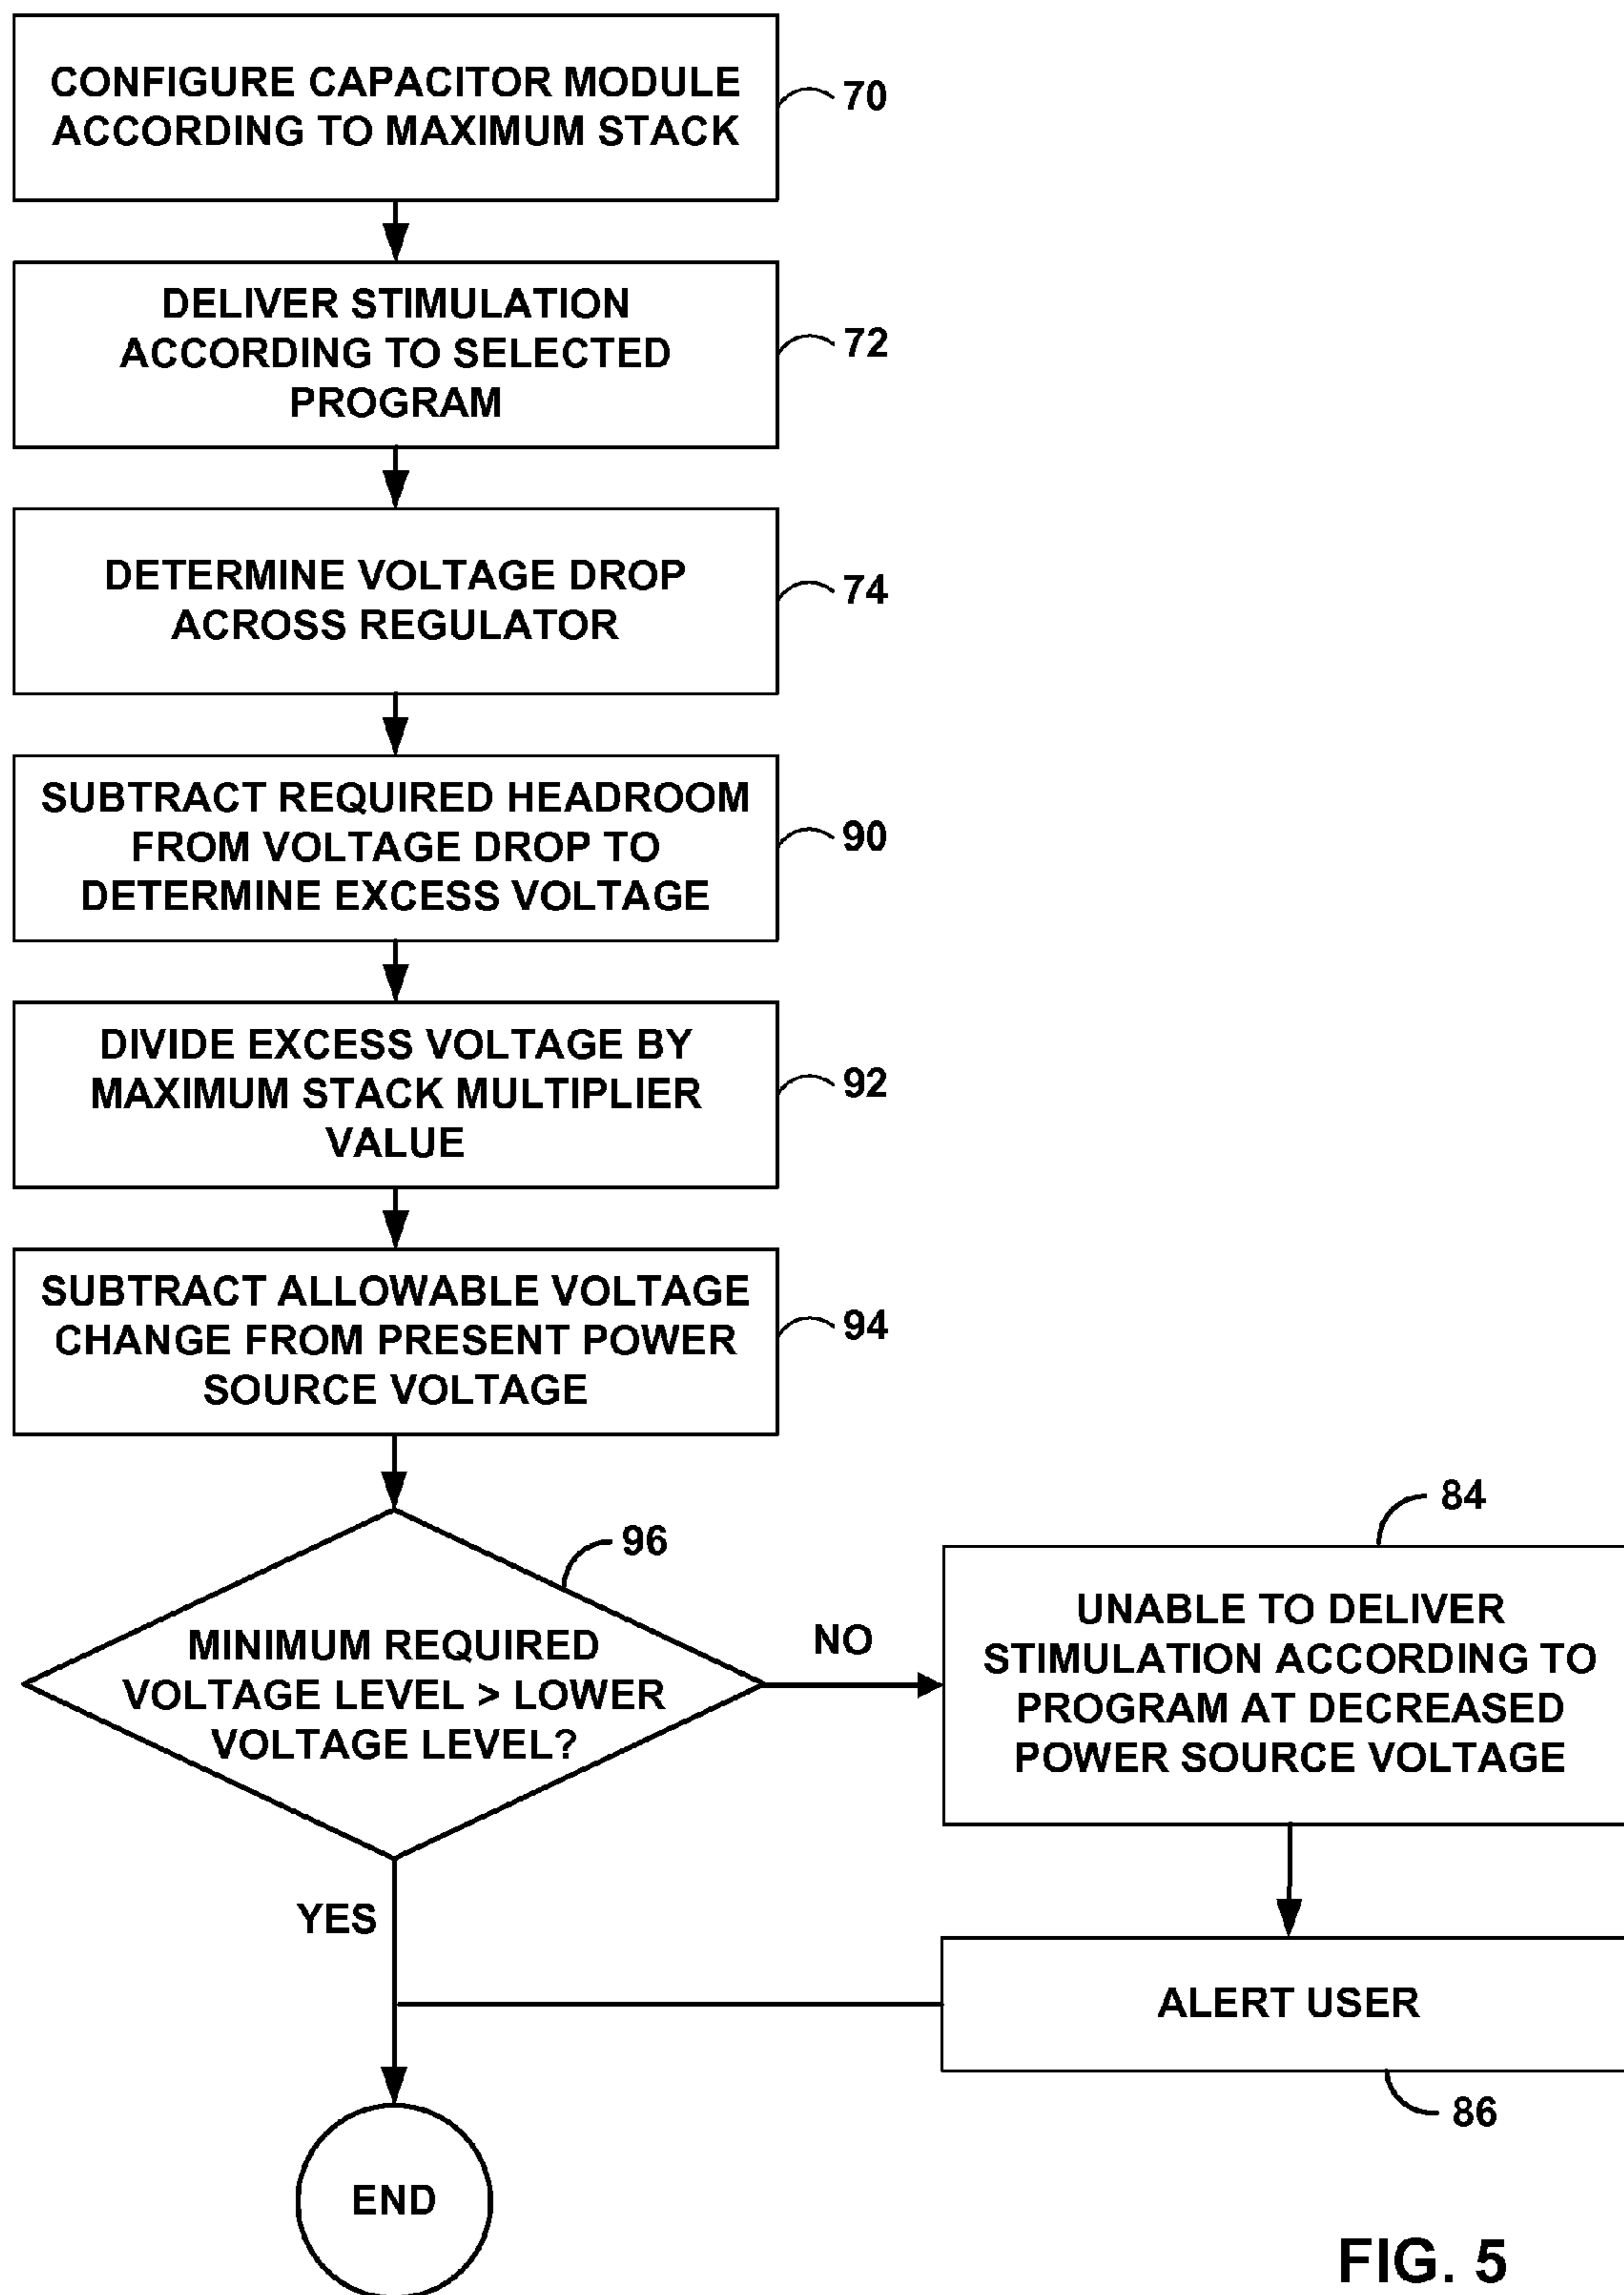 CONFIGURE CAPACITOR MODULE
ACCORDING TO MAXIMUM STACK
70
DELIVER STIMULATION
ACCORDING TO SELECTED
PROGRAM
72
DETERMINE VOLTAGE DROP
ACROSS REGULATOR
74
SUBTRACT REQUIRED HEADROOM
FROM VOLTAGE DROP TO
DETERMINE EXCESS VOLTAGE
90
DIVIDE EXCESS VOLTAGE BY
MAXIMUM STACK MULTIPLIER
VALUE
92
SUBTRACT ALLOWABLE VOLTAGE
CHANGE FROM PRESENT POWER
SOURCE VOLTAGE
94
96
MINIMUM REQUIRED
VOLTAGE LEVEL > LOWER
VOLTAGE LEVEL?
NO
84
UNABLE TO DELIVER
STIMULATION ACCORDING TO
PROGRAM AT DECREASED
POWER SOURCE VOLTAGE
YES
ALERT USER
86
END
FIG. 5